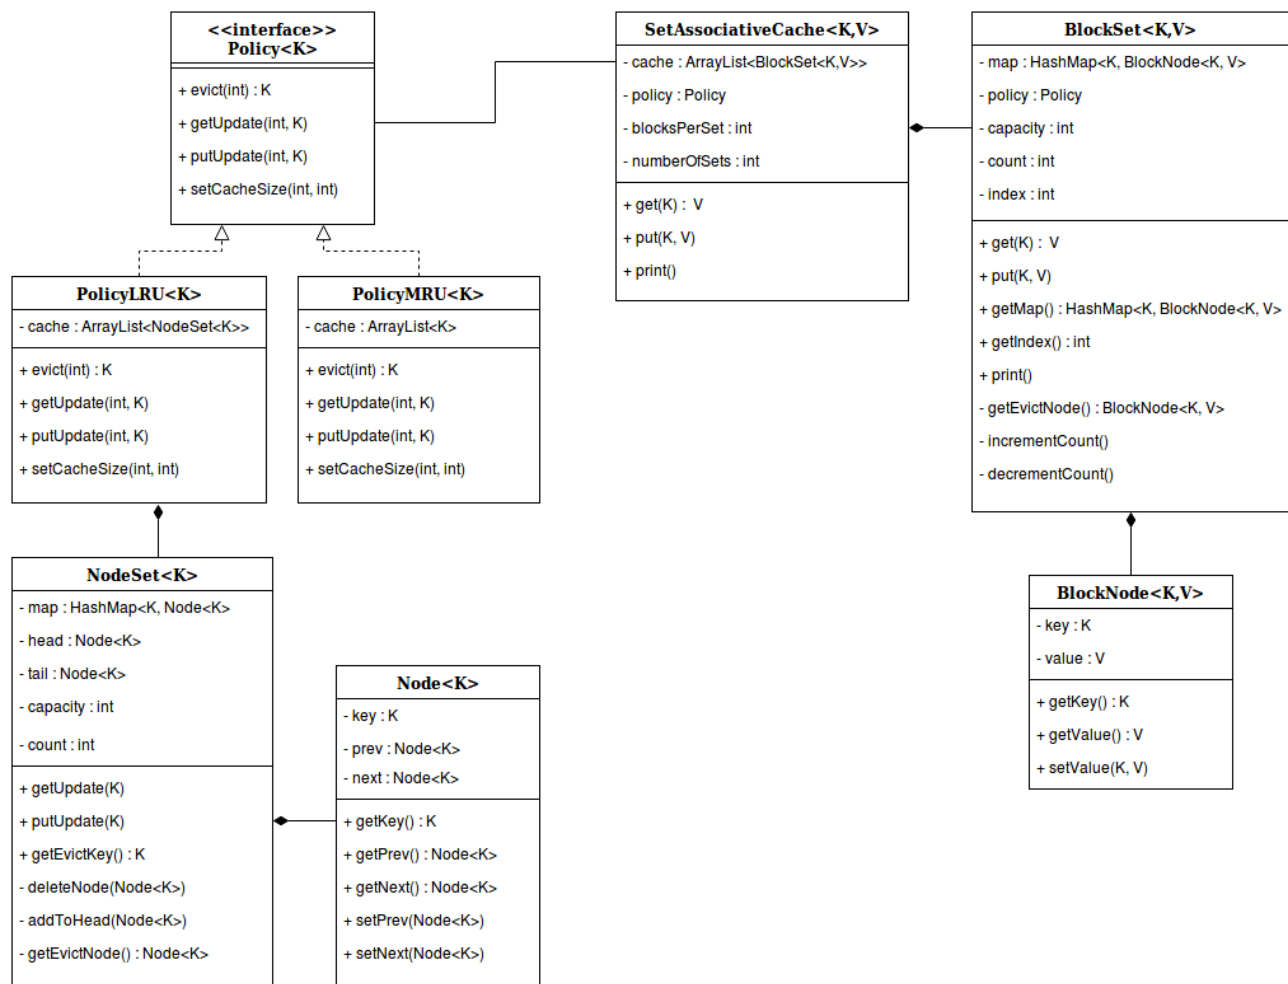 <<interface>>
Policy<K>
+ evict(int) : K
+ getUpdate(int, K)
+ putUpdate(int, K)
+ setCacheSize(int, int)
SetAssociativeCache<K,V>
- cache : ArrayList<BlockSet<K,V>>
- policy : Policy
- blocksPerSet : int
- numberOfSets : int
+ get(K) : V
+ put(K, V)
+ print()
BlockSet<K,V>
- map : HashMap<K, BlockNode<K, V>
- policy : Policy
- capacity : int
- count : int
- index : int
+ get(K) : V
+ put(K, V)
+ getMap() : HashMap<K, BlockNode<K, V>
+ getIndex() : int
+ print()
- getEvictNode() : BlockNode<K, V>
- incrementCount()
- decrementCount()
PolicyLRU<K>
- cache : ArrayList<NodeSet<K>>
+ evict(int) : K
+ getUpdate(int, K)
+ putUpdate(int, K)
+ setCacheSize(int, int)
PolicyMRU<K>
- cache : ArrayList<K>
+ evict(int) : K
+ getUpdate(int, K)
+ putUpdate(int, K)
+ setCacheSize(int, int)
NodeSet<K>
- map : HashMap<K, Node<K>
- head : Node<K>
- tail : Node<K>
- capacity : int
- count : int
+ getUpdate(K)
+ putUpdate(K)
+ getEvictKey() : K
- deleteNode(Node<K>)
- addToHead(Node<K>)
- getEvictNode() : Node<K>
Node<K>
- key : K
- prev : Node<K>
- next : Node<K>
+ getKey() : K
+ getPrev() : Node<K>
+ getNext() : Node<K>
+ setPrev(Node<K>)
+ setNext(Node<K>)
BlockNode<K,V>
- key : K
- value : V
+ getKey() : K
+ getValue() : V
+ setValue(K, V)